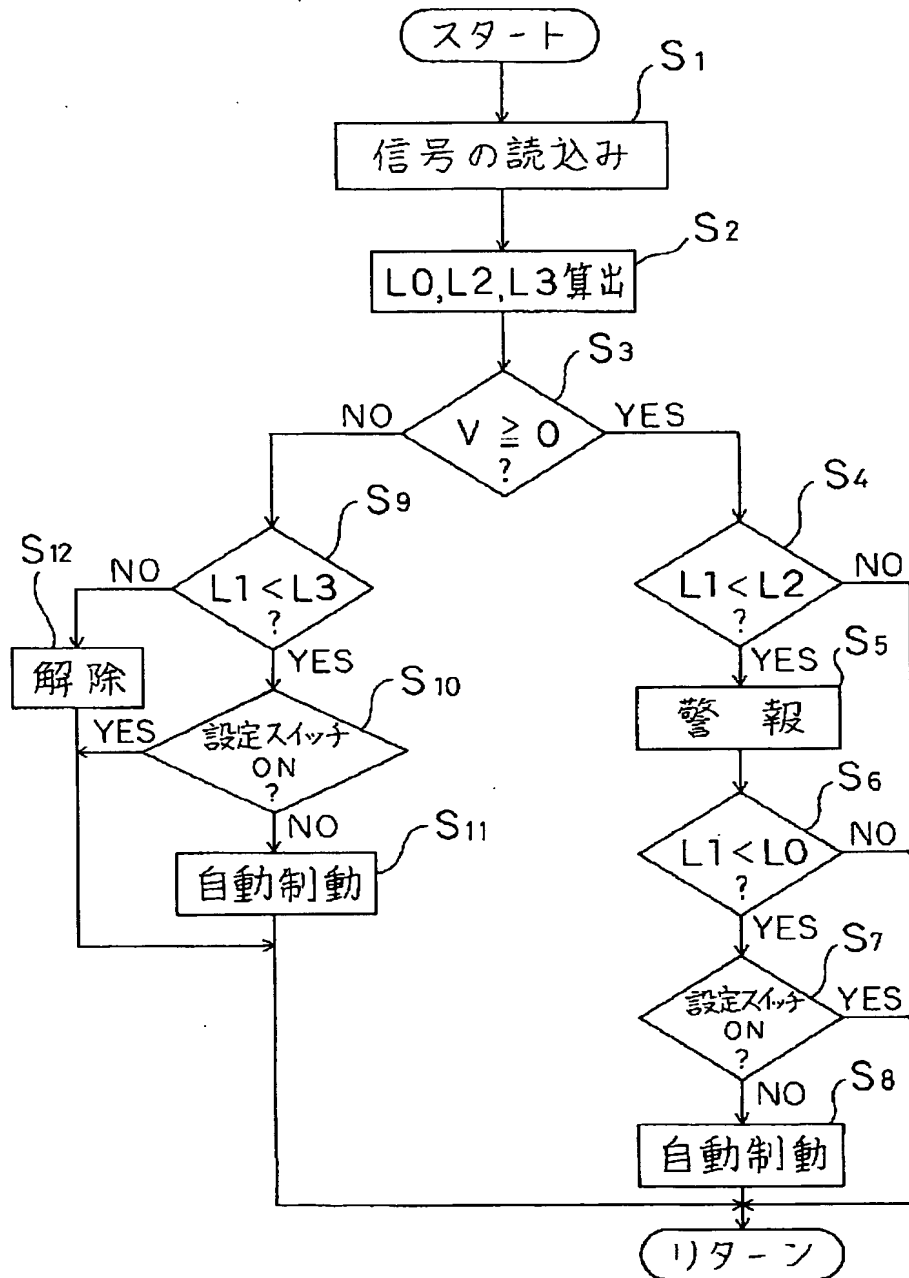 スタート
S1
信号の読込み
S2
L0,L2,L3算出
S3
NO
YES
V ≧ 0
?
S9
S4
S12
NO
L1<L3
?
L1<L2
?
NO
YES
YES
S5
解除
S10
警 報
YES
設定スイッチ
ON
?
S6
NO
S11
L1<L0
?
NO
自動制動
YES
S7
設定スイッチ
ON
?
YES
NO
S8
自動制動
リターン